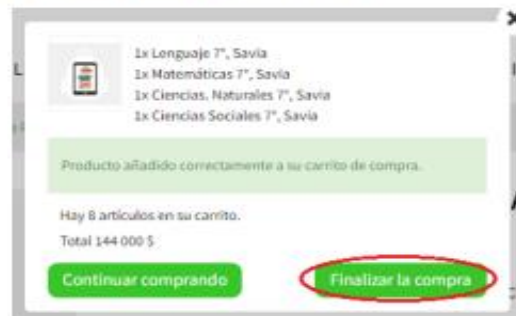 1x Lenguaje 7°, Savia
1x Matemáticas 7°, Savia
1x Ciencias. Naturales 7°, Savia
1x Ciencias Sociales 7°, Savia
Producto añadido correctamente a su carrito de compra.
Hay 8 artículos en su carrito.
Total 144 000 $
Continuar comprando
Finalizar la compra